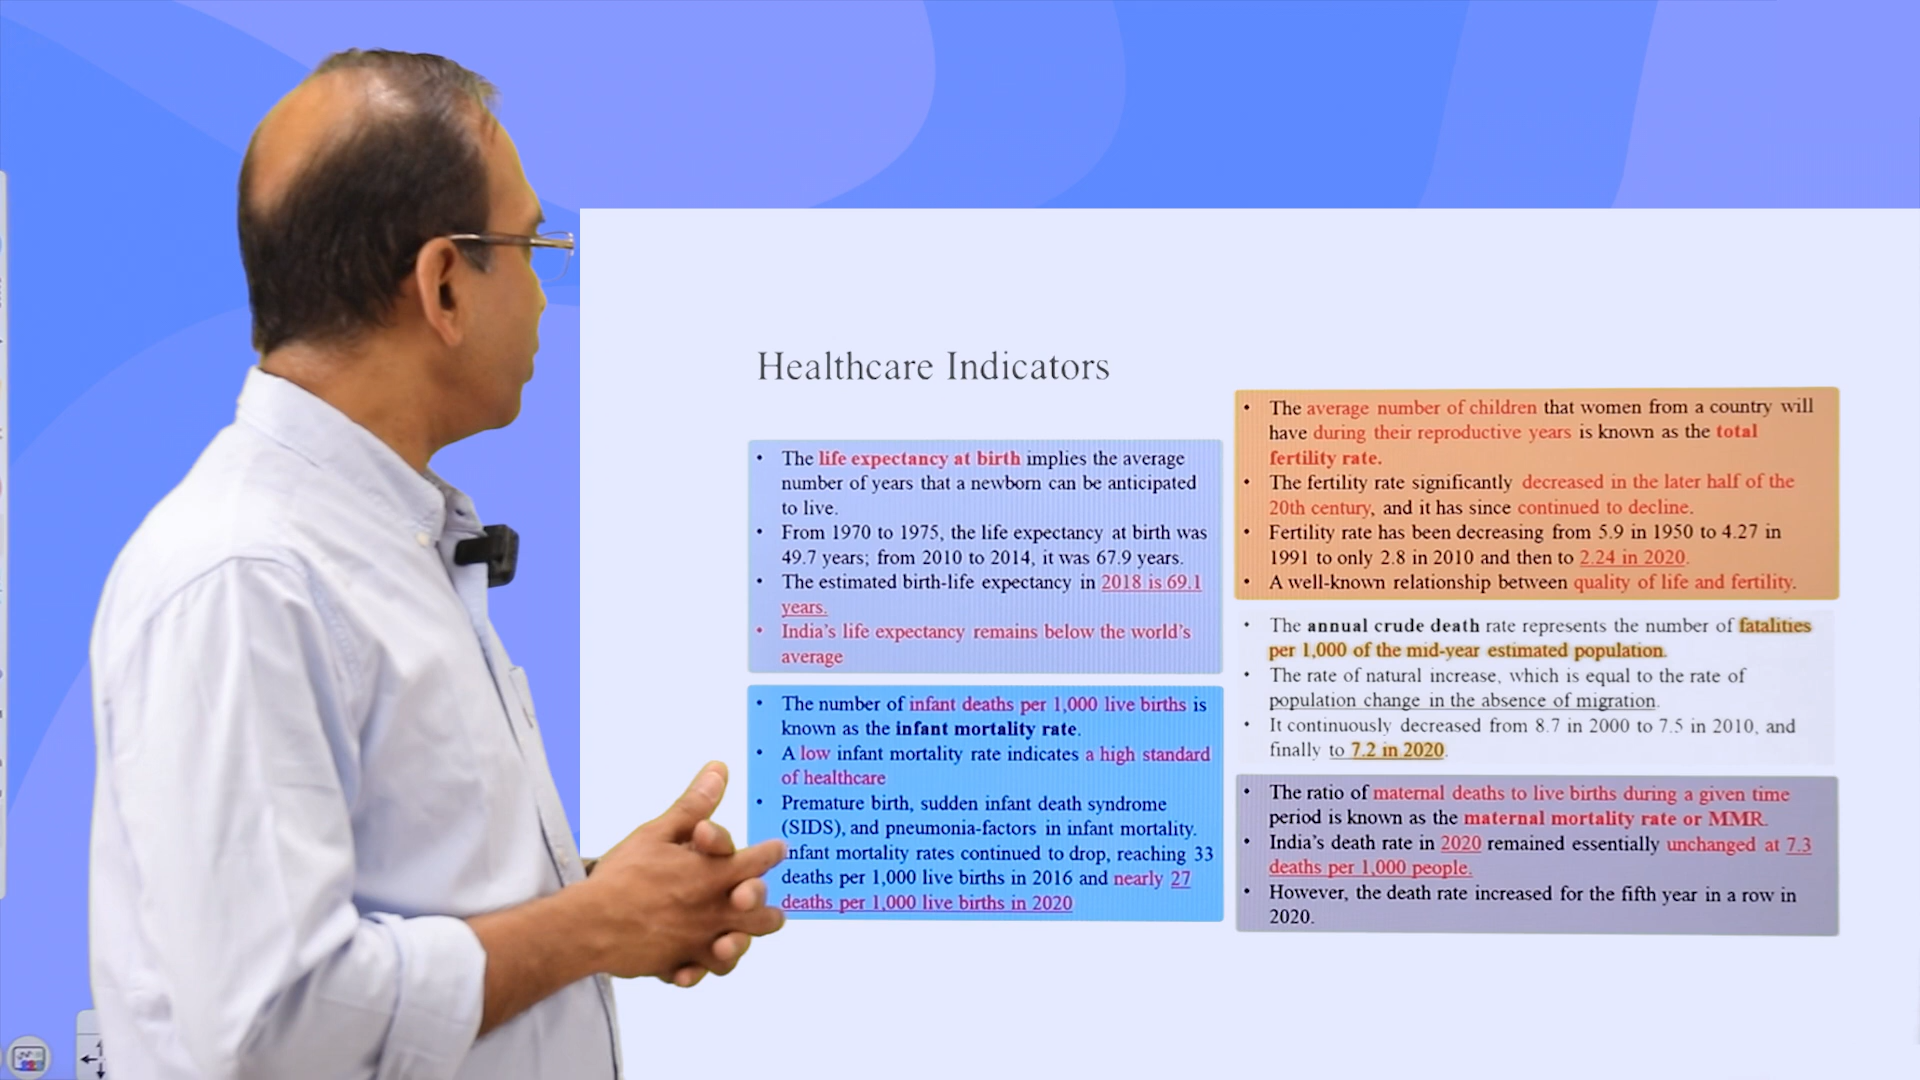 Healthcare Indicators
• The life expectancy at birth implies the average
number of years that a newborn can be anticipated
to live.
• From 1970 to 1975, the life expectancy at birth was
49.7 years; from 2010 to 2014, it was 67.9 years.
• The estimated birth-life expectancy in 2018 is 69.1
years.
• India's life expectancy remains below the world's
average
• The number of infant deaths per 1,000 live births is
known as the infant mortality rate.
• A low infant mortality rate indicates a high standard
of healthcare
• Premature birth, sudden infant death syndrome
(SIDS), and pneumonia-factors in infant mortality.
nfant mortality rates continued to drop, reaching 33
deaths per 1,000 live births in 2016 and nearly 27
deaths per 1,000 live births in 2020
• The average number of children that women from a country will
have during their reproductive years is known as the total
fertility rate.
• The fertility rate significantly decreased in the later half of the
20th century, and it has since continued to decline.
• Fertility rate has been decreasing from 5.9 in 1950 to 4.27 in
1991 to only 2.8 in 2010 and then to 2.24 in 2020.
• A well-known relationship between quality of life and fertility.
• The annual crude death rate represents the number of fatalities
per 1,000 of the mid-year estimated population.
• The rate of natural increase, which is equal to the rate of
population change in the absence of migration.
• It continuously decreased from 8.7 in 2000 to 7.5 in 2010, and
finally to 7.2 in 2020.
• The ratio of maternal deaths to live births during a given time
period is known as the maternal mortality rate or MMR.
• India's death rate in 2020 remained essentially unchanged at 7.3
deaths per 1,000 people.
• However, the death rate increased for the fifth year in a row in
2020.